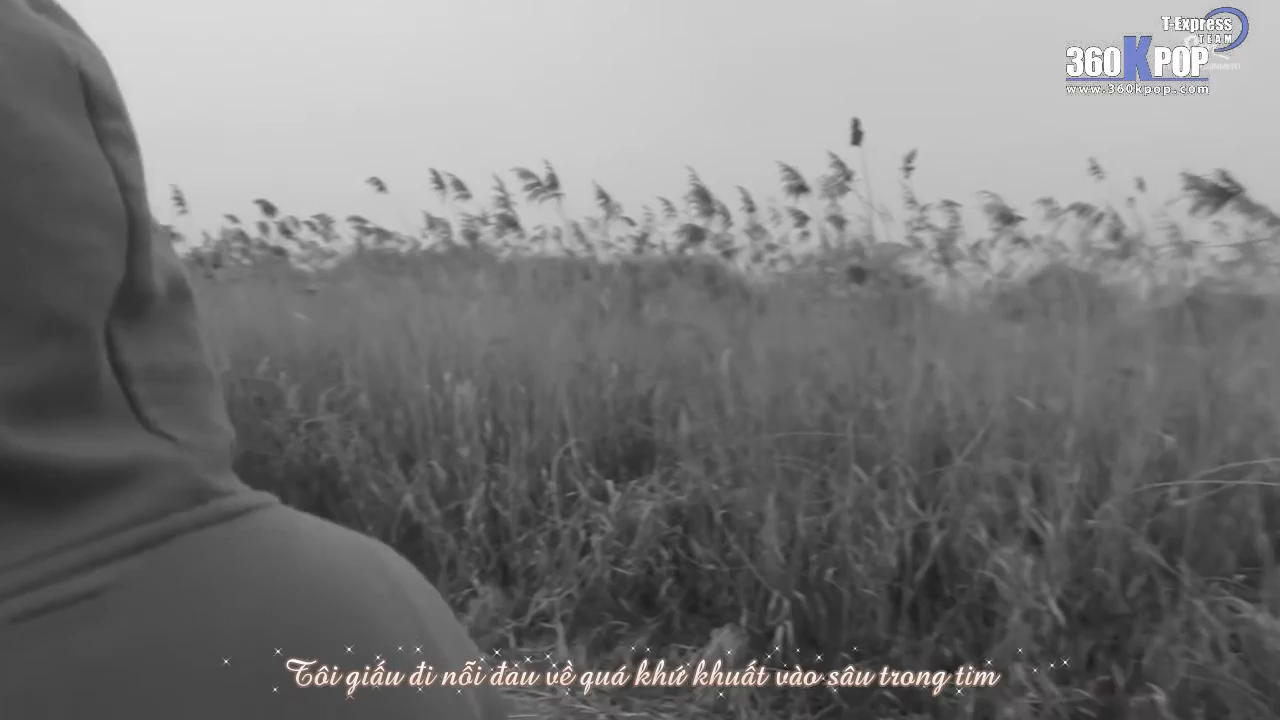 T-Express
TEAM
360KPOP
www.360kpop.com
Tôi giấu đi nỗi đau về quá khứ khuất vào sâu trong tim